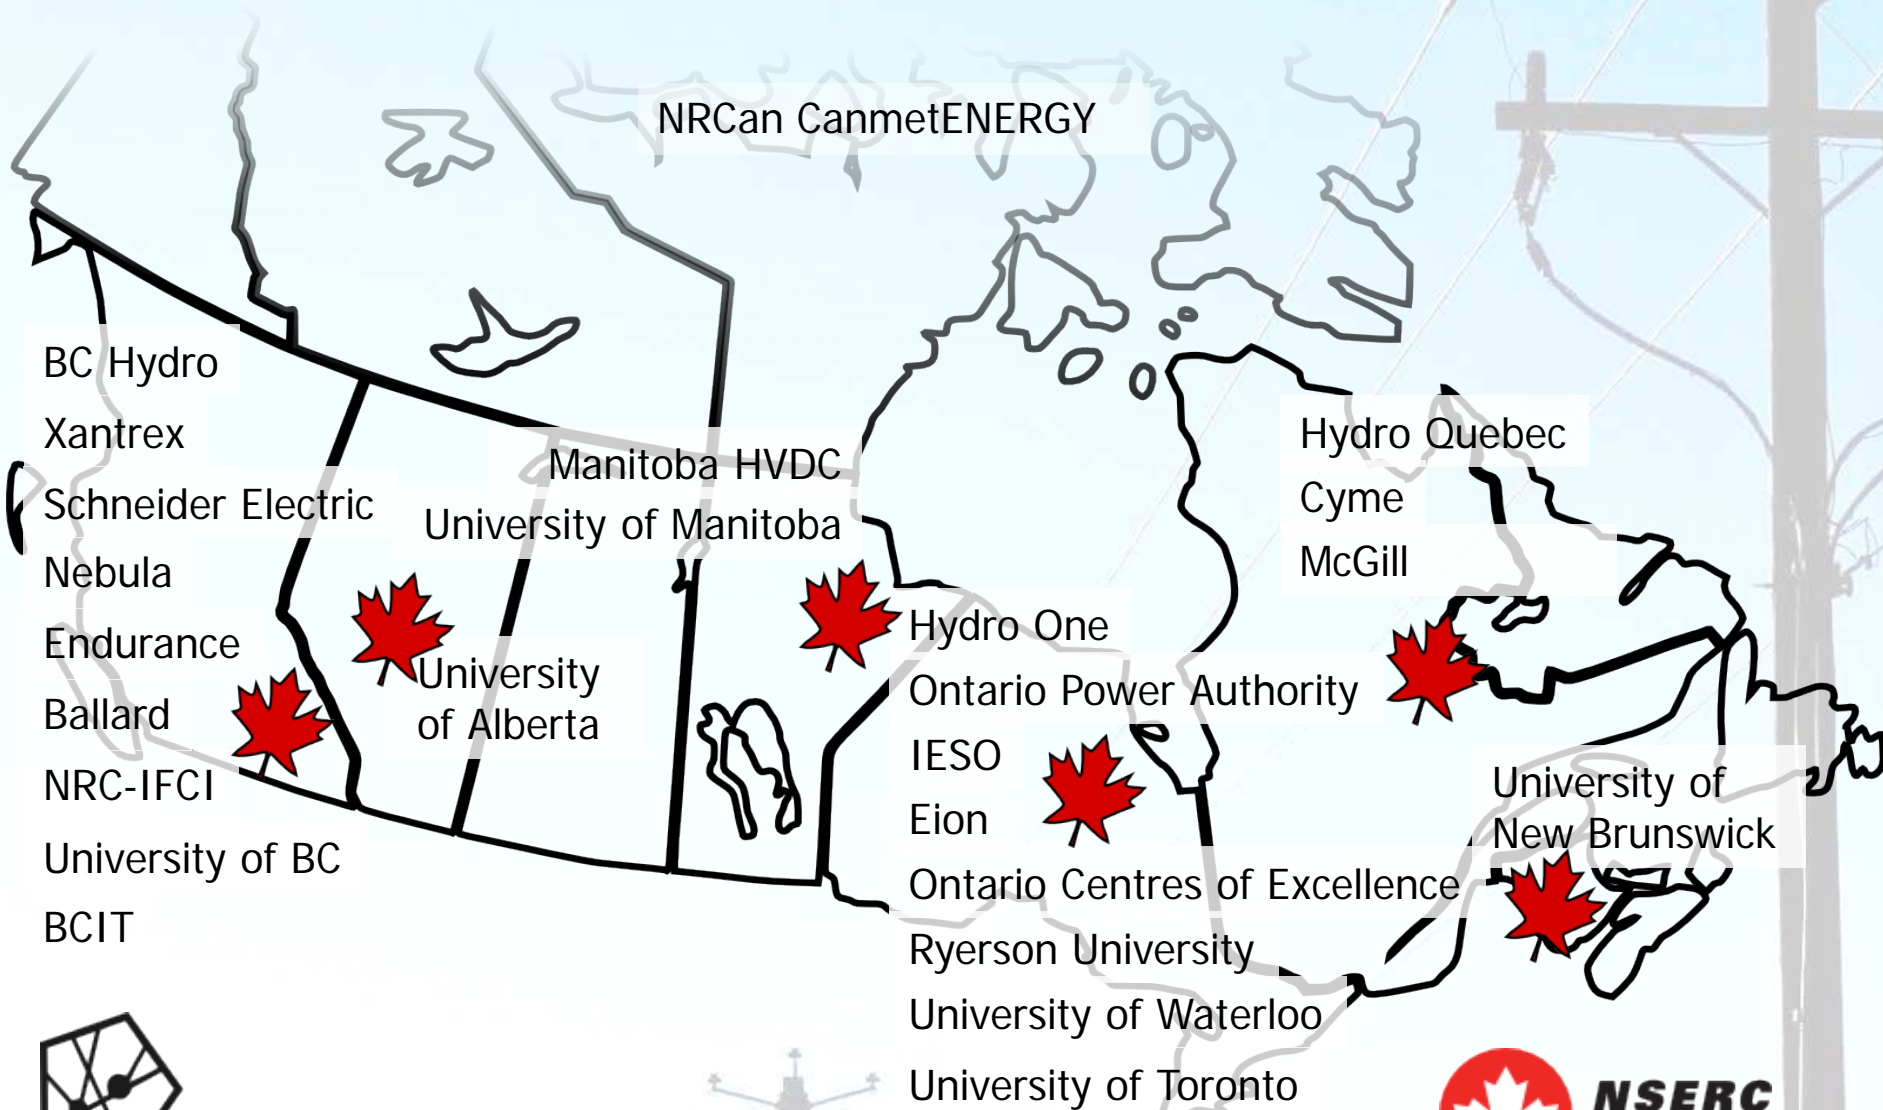 NRCan CanmetENERGY
BC Hydro
Xantrex
Schneider Electric
Nebula
Endurance
Ballard
NRC-IFCI
University of BC
BCIT
University
of Alberta
Manitoba HVDC
University of Manitoba
Hydro One
Ontario Power Authority
IESO
Eion
Ontario Centres of Excellence
Ryerson University
University of Waterloo
University of Toronto
Hydro Quebec
Cyme
McGill
University of
New Brunswick
NSERC